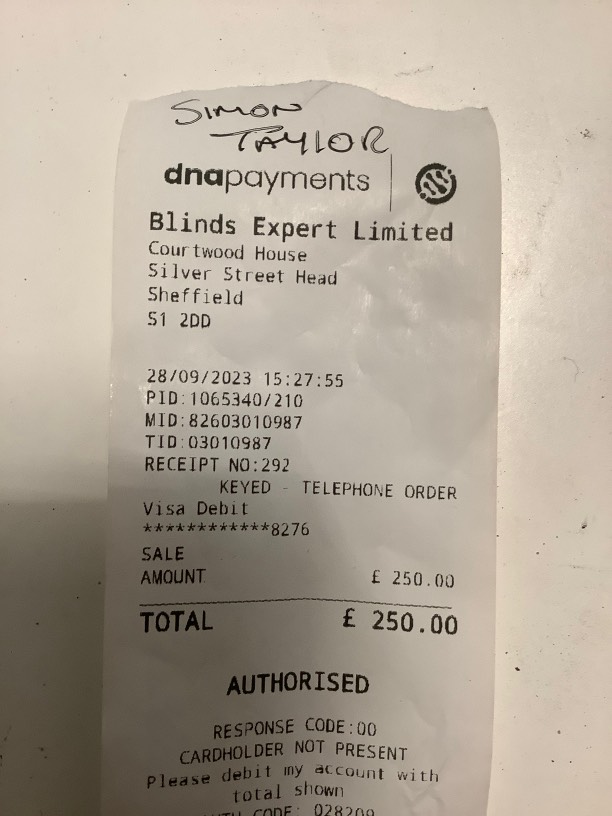 SIMON
TAYLOR
dnapayments
Blinds Expert Limited
Courtwood House
Silver Street Head
Sheffield
S1 2DD
28/09/2023 15:27:55
PID:1065340/210
MID:82603010987
TID:03010987
RECEIPT NO:292
KEYED - TELEPHONE ORDER
Visa Debit
************8276
SALE
AMOUNT £ 250.00
TOTAL £ 250.00
AUTHORISED
RESPONSE CODE:00
CARDHOLDER NOT PRESENT
Please debit my account with
total shown
CODE: 028209